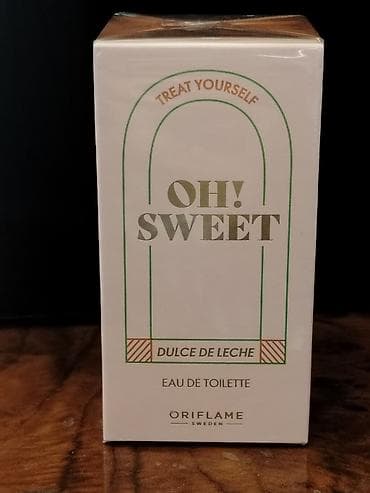 TREAT YOURSELF
OH!
SWEET
DULCE DE LECHE
EAU DE TOILETTE
ORIFLAME
SWEDEN